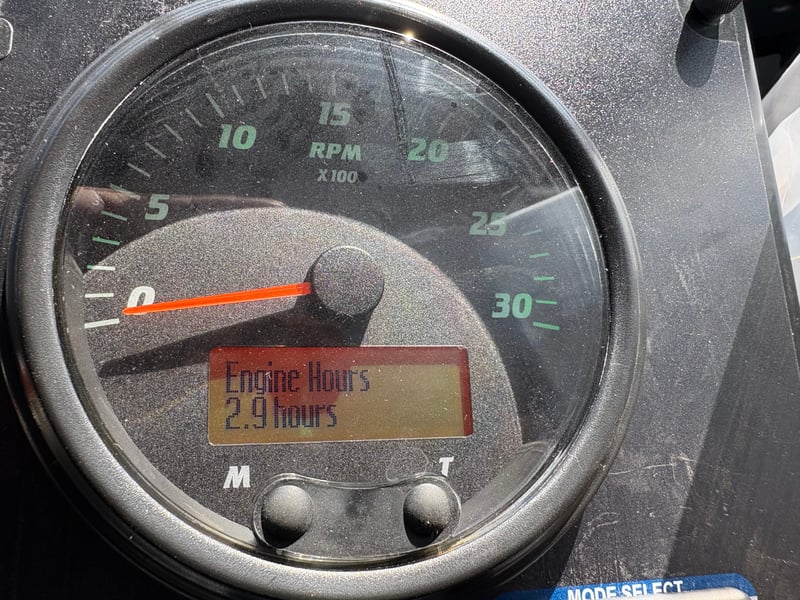 0
5
10
15
20
25
30
RPM
X100
Engine Hours
2.9 hours
M T
MODE SELECT